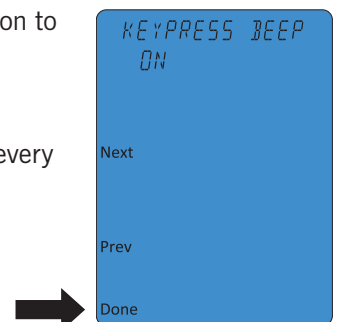 on to
KEYPRESS BEEP
ON
every
Next
Prev
Done